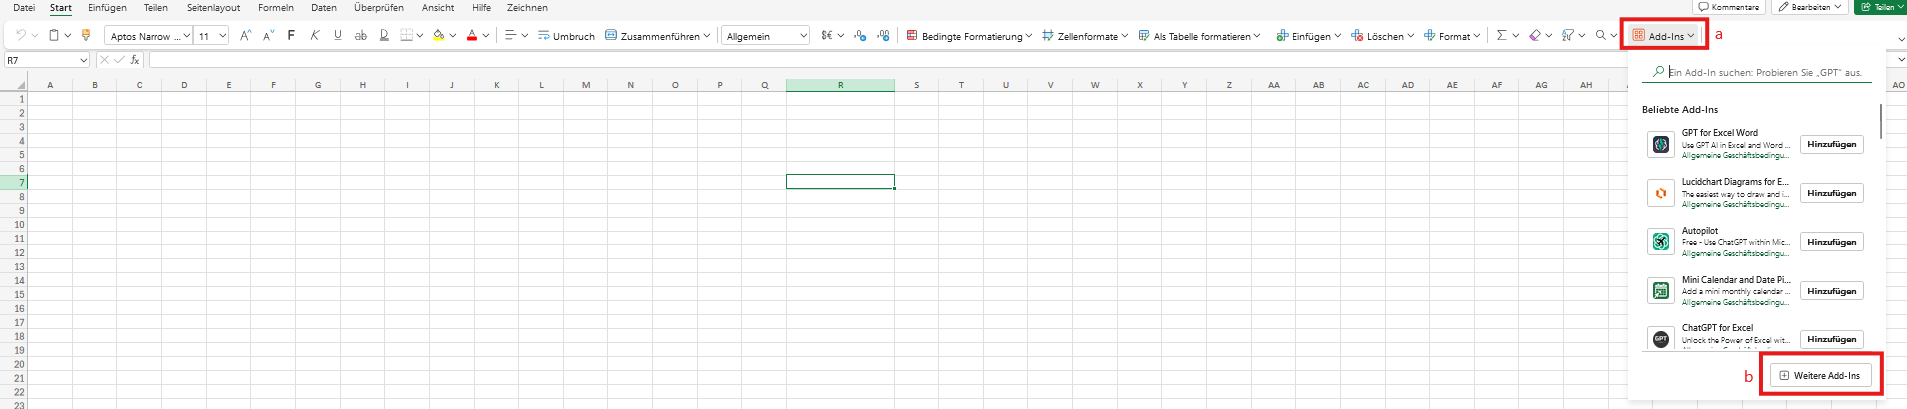 Datei Start Einfügen Teilen Seitenlayout Formeln Daten Überprüfen Ansicht Hilfe Zeichnen Kommentare Bearbeiten Teilen
Aptos Narrow ... 11 A A F K U ab D A Umbruch Zusammenführen Allgemein $€ Bedingte Formatierung Zellenformate Als Tabelle formatieren Einfügen Löschen Format Σ Add-Ins a
R7 fx
Ein Add-In suchen: Probieren Sie „GPT" aus.
A B C D E F G H I J K L M N O P Q R S T U V W X Y Z AA AB AC AD AE AF AG AH AO
Beliebte Add-Ins
GPT for Excel Word
Use GPT AI in Excel and Word ...
Allgemeine Geschäftsbedingu...
Hinzufügen
Lucidchart Diagrams for E...
The easiest way to draw and i...
Allgemeine Geschäftsbedingu...
Hinzufügen
Autopilot
Free - Use ChatGPT within Mic...
Allgemeine Geschäftsbedingu...
Hinzufügen
Mini Calendar and Date Pi...
Add a mini monthly calendar ...
Allgemeine Geschäftsbedingu...
Hinzufügen
ChatGPT for Excel
Unlock the Power of Excel wit...
GPT
Hinzufügen
b Weitere Add-Ins
1
2
3
4
5
6
7
8
9
10
11
12
13
14
15
16
17
18
19
20
21
22
23